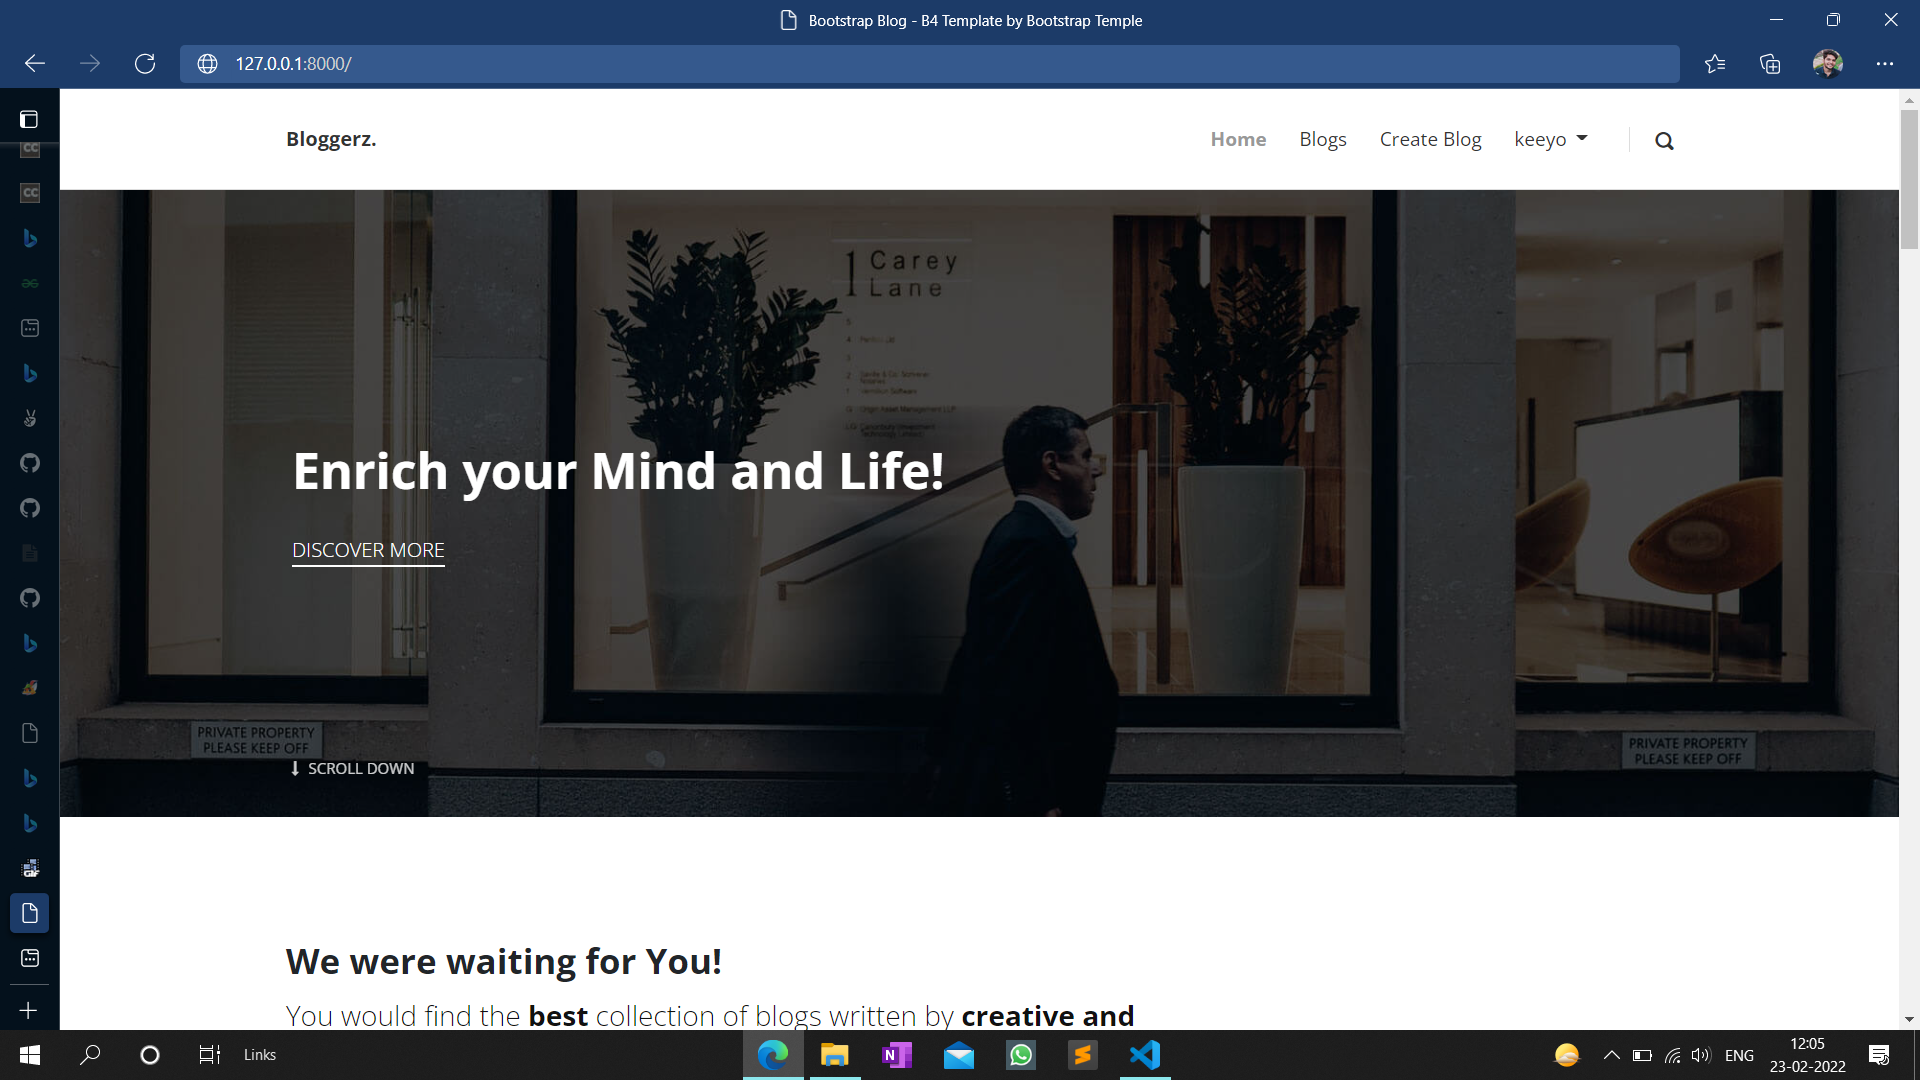 Bootstrap Blog - B4 Template by Bootstrap Temple
127.0.0.1:8000/
Bloggerz.
Home Blogs Create Blog keeyo
CC
CC
1 Carey
Lane
Enrich your Mind and Life!
DISCOVER MORE
PRIVATE PROPERTY
PLEASE KEEP OFF
PRIVATE PROPERTY
PLEASE KEEP OFF
SCROLL DOWN
We were waiting for You!
You would find the best collection of blogs written by creative and
Links
ENG
12:05
23-02-2022